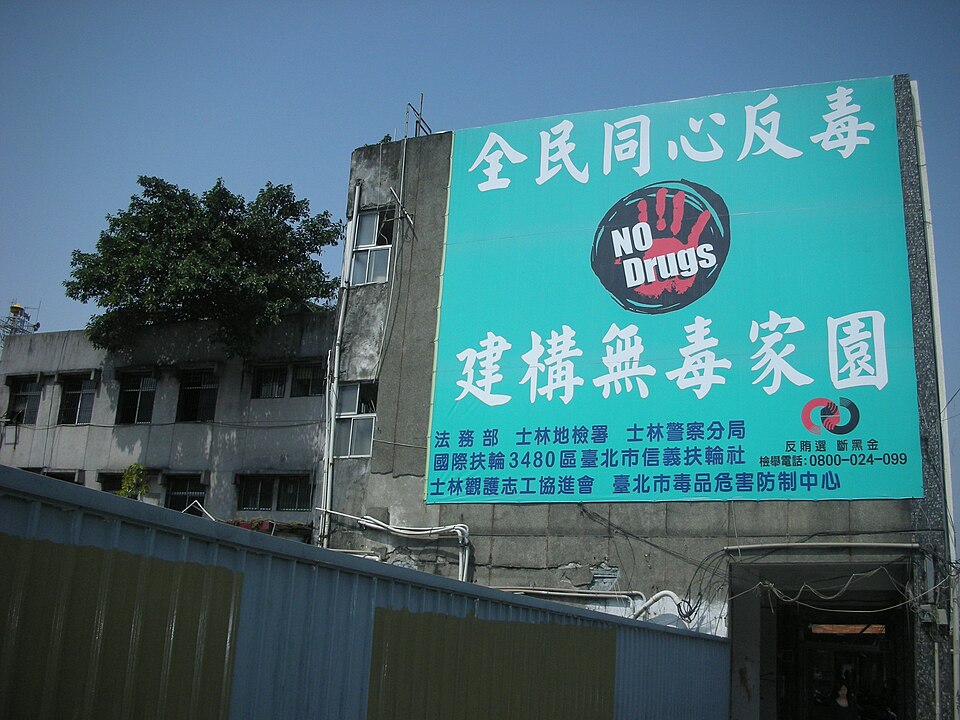 全民同心反毒
NO
Drugs
建構無毒家園
法務部 士林地檢署 士林警察分局
國際扶輪3480區臺北市信義扶輪社
士林觀護志工協進會 臺北市毒品危害防制中心
反賄選 斷黑金
檢舉電話:0800-024-099